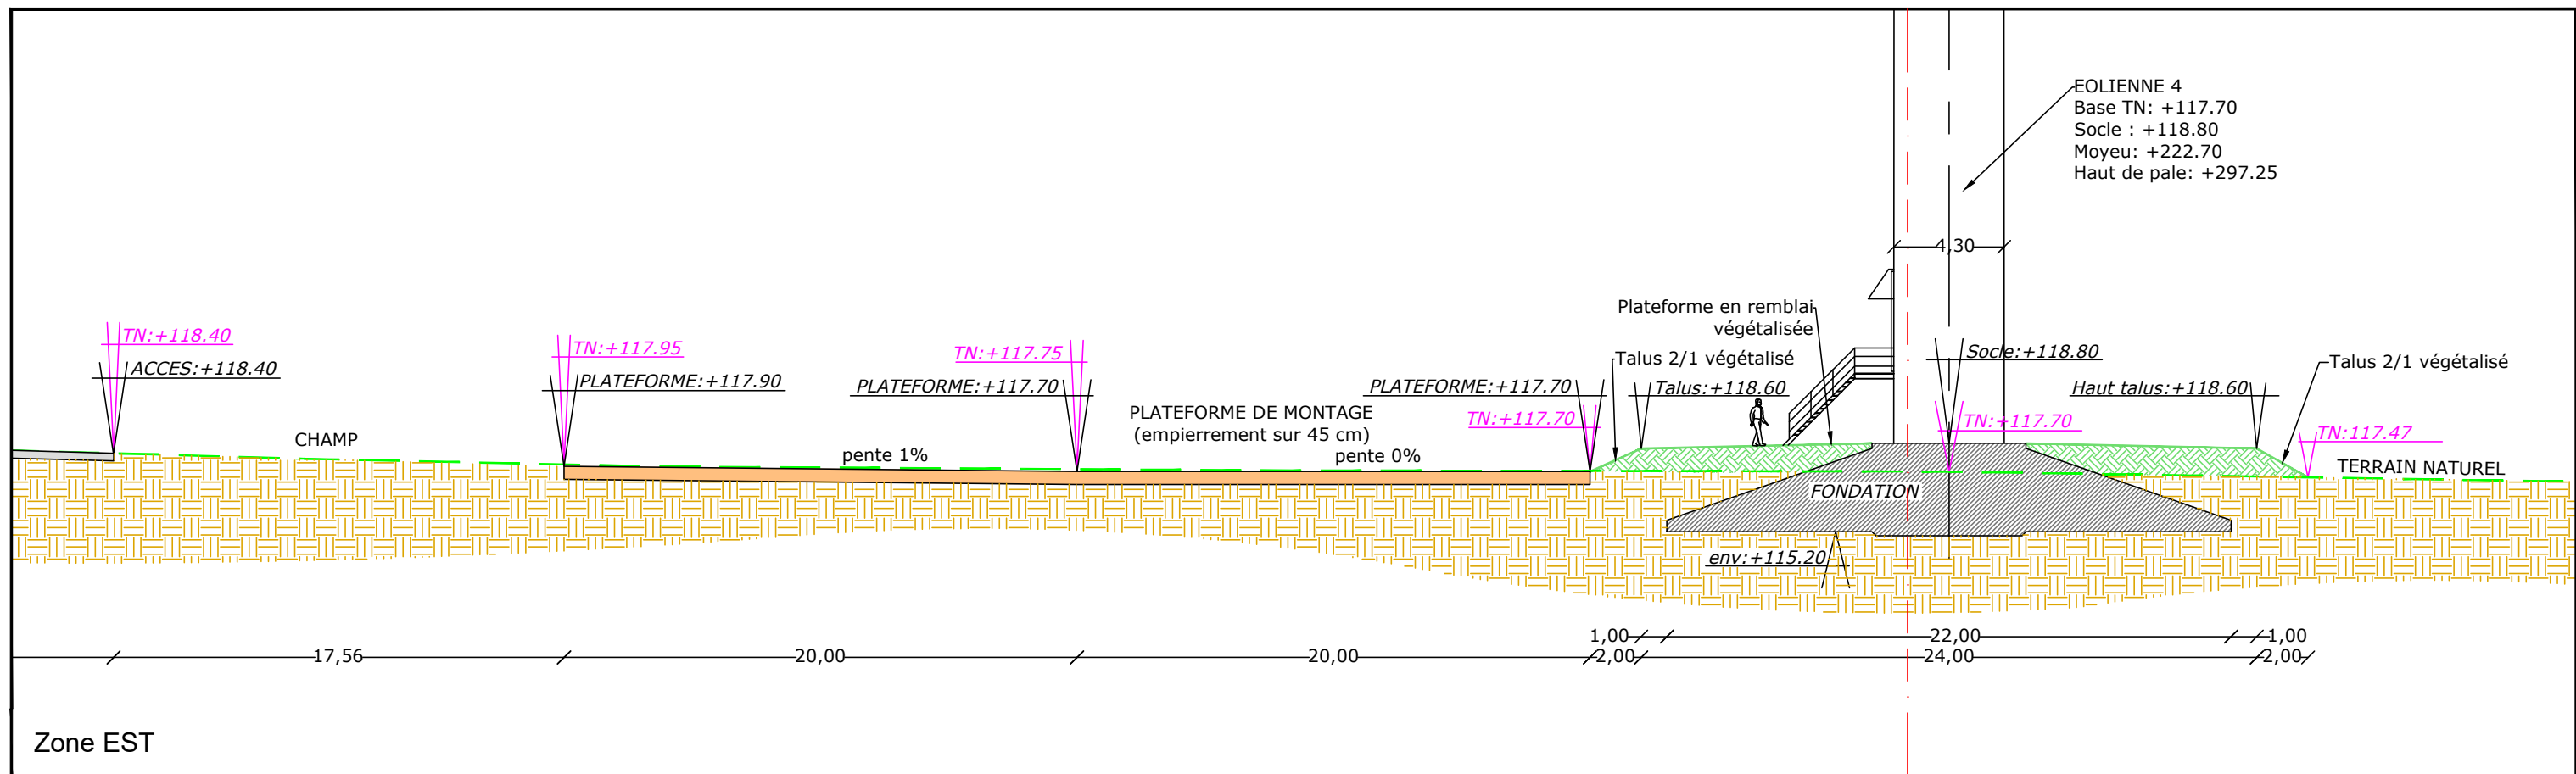 EOLIENNE 4
Base TN: +117.70
Socle : +118.80
Moyeu: +222.70
Haut de pale: +297.25
4,30
Plateforme en remblai
végétalisée
TN:+118.40
ACCES:+118.40
TN:+117.95
PLATEFORME:+117.90
TN:+117.75
PLATEFORME:+117.70
PLATEFORME:+117.70
TN:+117.70
Talus 2/1 végétalisé
Talus:+118.60
Socle:+118.80
TN:+117.70
Haut talus:+118.60
Talus 2/1 végétalisé
TN:117.47
CHAMP
PLATEFORME DE MONTAGE
(empierrement sur 45 cm)
pente 1%
pente 0%
TERRAIN NATUREL
FONDATION
env:+115.20
1,00
22,00
1,00
17,56
20,00
20,00
2,00
24,00
2,00
Zone EST